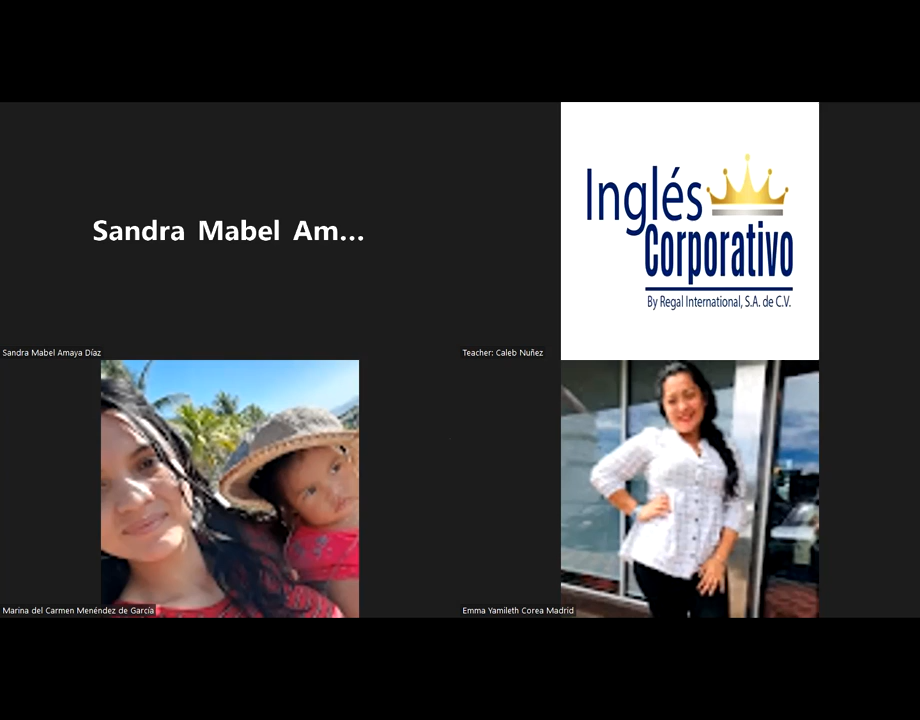 Sandra Mabel Am...
Sandra Mabel Amaya Díaz
Inglés
Corporativo
By Regal International, S.A. de C.V.
Teacher: Caleb Nuñez
Marina del Carmen Menéndez de García
Emma Yamileth Corea Madrid